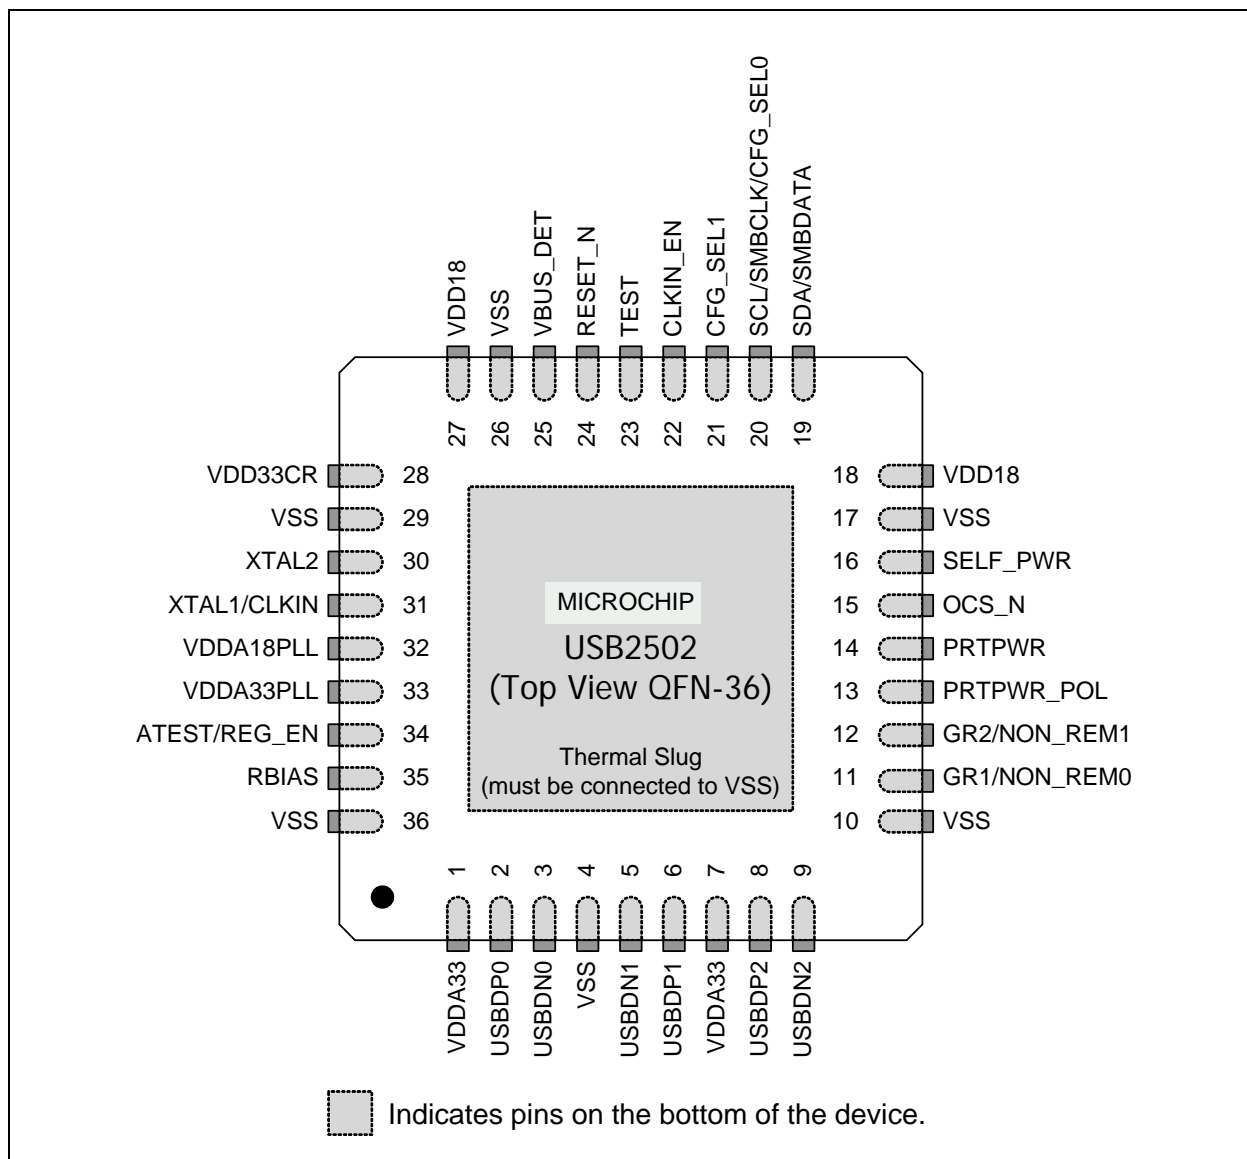 VDD18
VSS
VBUS_DET
RESET_N
TEST
CLKIN_EN
CFG_SEL1
SCL/SMBCLK/CFG_SEL0
SDA/SMBDATA
27
26
25
24
23
22
21
20
19
VDD33CR 28
VSS 29
XTAL2 30
XTAL1/CLKIN 31
VDDA18PLL 32
VDDA33PLL 33
ATEST/REG_EN 34
RBIAS 35
VSS 36
MICROCHIP
USB2502
(Top View QFN-36)
Thermal Slug
(must be connected to VSS)
18 VDD18
17 VSS
16 SELF_PWR
15 OCS_N
14 PRTPWR
13 PRTPWR_POL
12 GR2/NON_REM1
11 GR1/NON_REM0
10 VSS
1
2
3
4
5
6
7
8
9
VDDA33
USBDP0
USBDN0
VSS
USBDN1
USBDP1
VDDA33
USBDP2
USBDN2
Indicates pins on the bottom of the device.